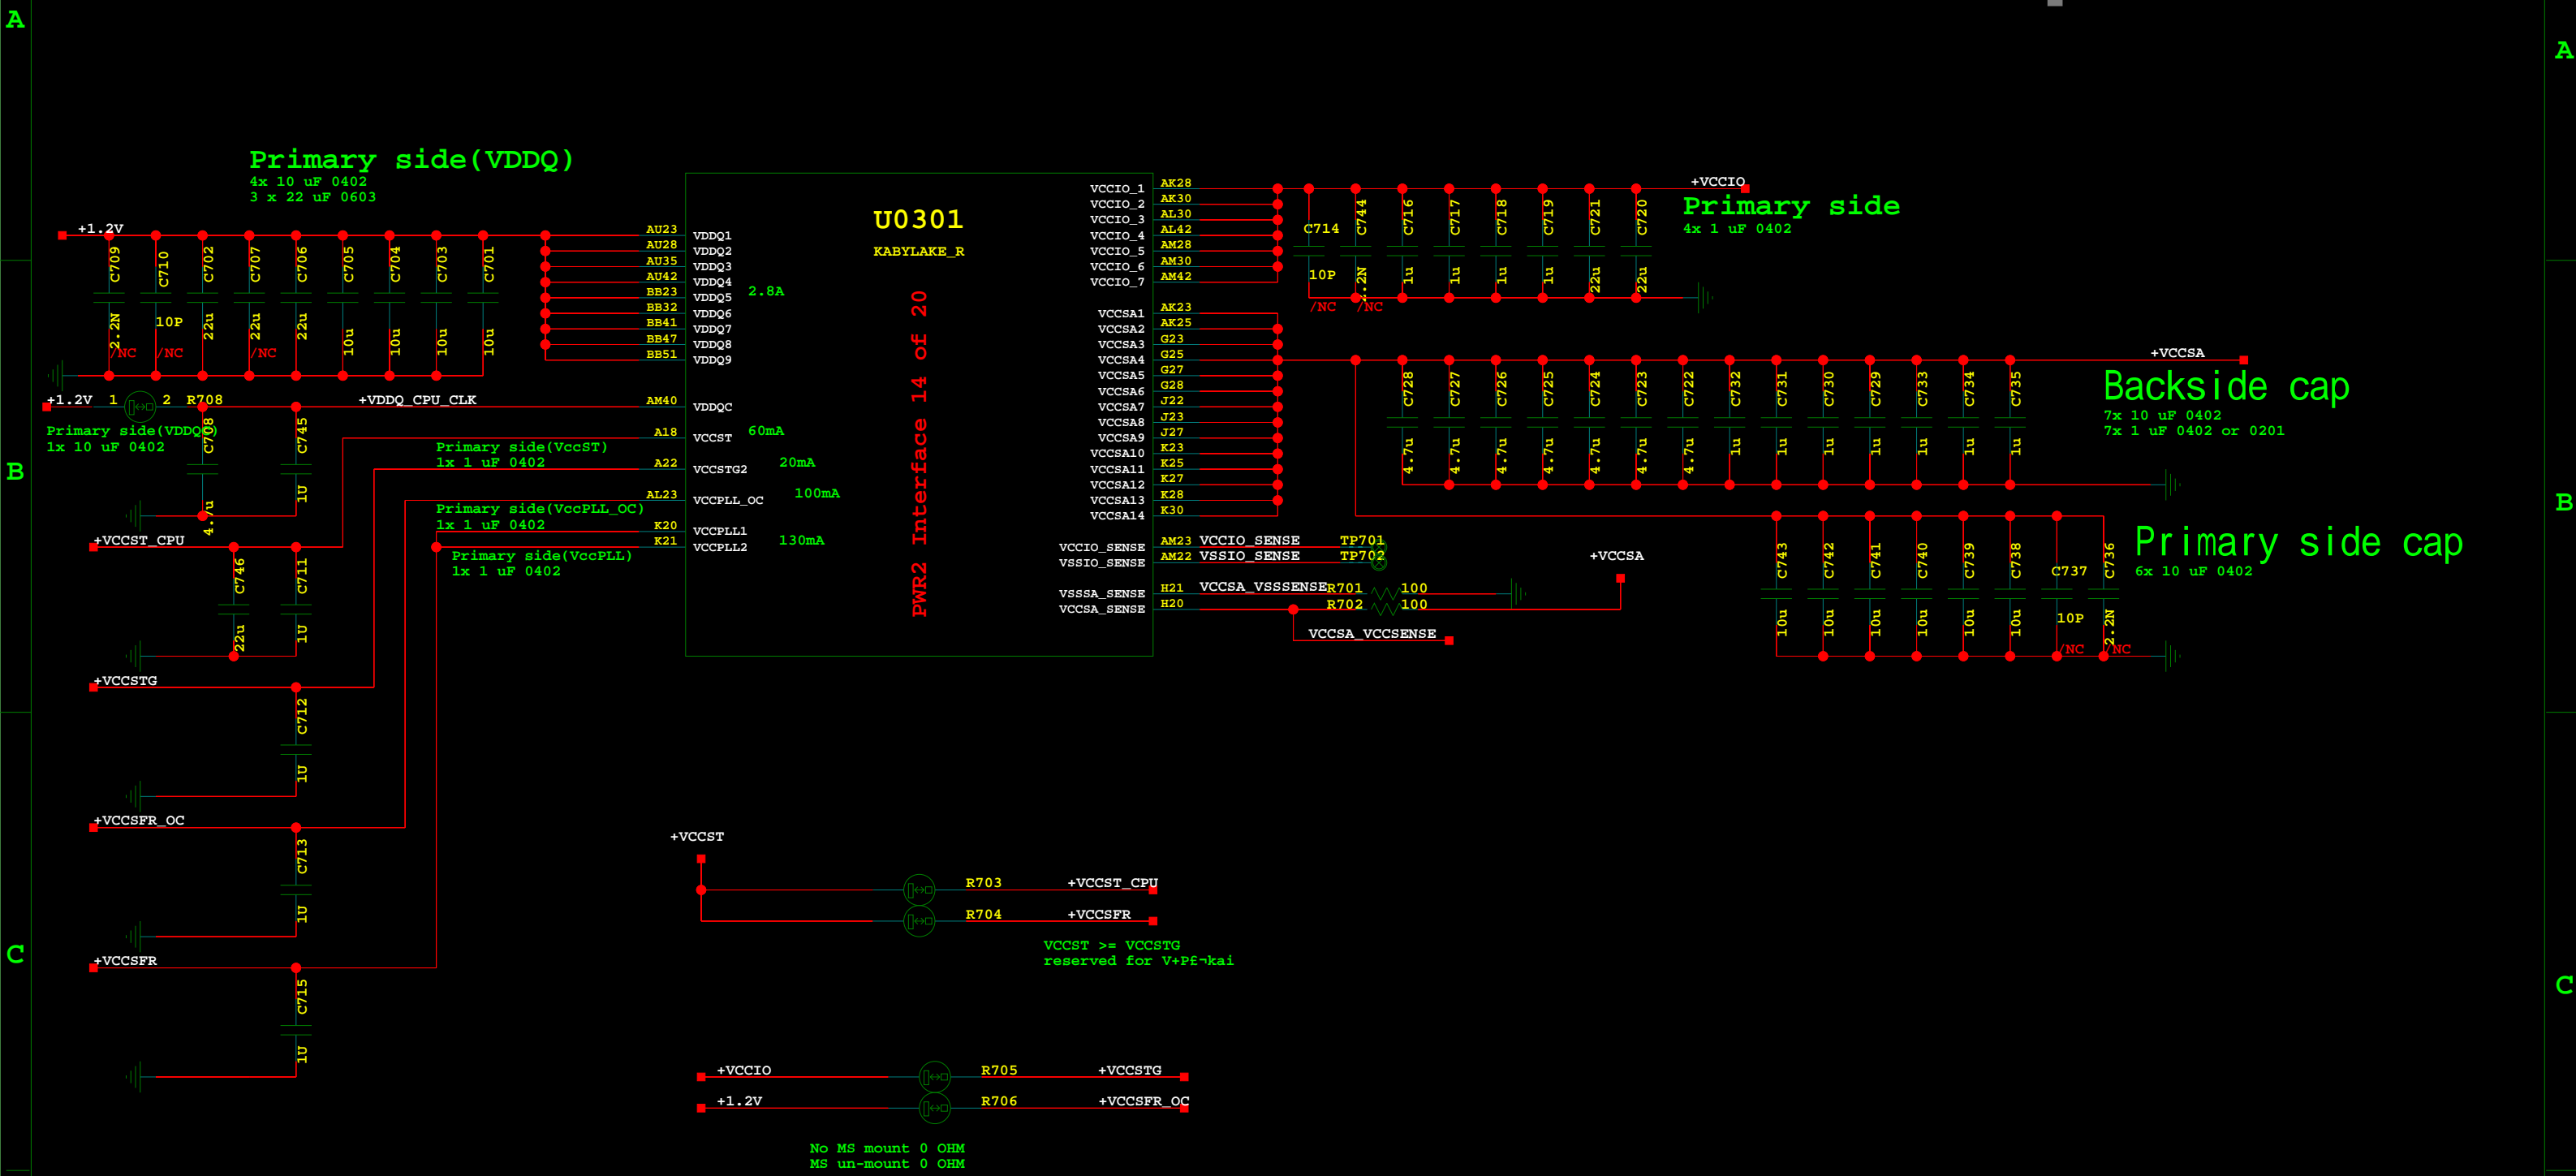 A
A
Primary side(VDDQ)
4x 10 uF 0402
3 x 22 uF 0603
+1.2V
C709
C710
C702
C707
C706
C705
C704
C703
C701
2.2N
10P
22u
22u
22u
10u
10u
10u
10u
/NC
/NC
/NC
+1.2V
1
2
R708
+VDDQ_CPU_CLK
1x 10 uF 0402
C708
C745
4.7u
1U
Primary side(VccST)
1x 1 uF 0402
Primary side(VccPLL_OC)
1x 1 uF 0402
Primary side(VccPLL)
1x 1 uF 0402
B
B
+VCCST_CPU
C746
C711
22u
1U
+VCCSTG
C712
1U
+VCCSFR_OC
C713
1U
C
C
+VCCSFR
C715
1U
U0301
KABYLAKE_R
PWR2 Interface 14 of 20
AU23 VDDQ1
AU28 VDDQ2
AU35 VDDQ3
AU42 VDDQ4
BB23 VDDQ5
2.8A
BB32 VDDQ6
BB41 VDDQ7
BB47 VDDQ8
BB51 VDDQ9
AM40 VDDQC
A18 VCCST
60mA
A22 VCCSTG2
20mA
AL23 VCCPLL_OC
100mA
K20 VCCPLL1
K21 VCCPLL2
130mA
VCCIO_1 AK28
VCCIO_2 AK30
VCCIO_3 AL30
VCCIO_4 AL42
VCCIO_5 AM28
VCCIO_6 AM30
VCCIO_7 AM42
VCCSA1 AK23
VCCSA2 AK25
VCCSA3 G23
VCCSA4 G25
VCCSA5 G27
VCCSA6 G28
VCCSA7 J22
VCCSA8 J23
VCCSA9 J27
VCCSA10 K23
VCCSA11 K25
VCCSA12 K27
VCCSA13 K28
VCCSA14 K30
VCCIO_SENSE AM23 VCCIO_SENSE TP701
VSSIO_SENSE AM22 VSSIO_SENSE TP702
VSSSA_SENSE H21 VCCSA_VSSSENSE R701 100
VCCSA_SENSE H20 R702 100
VCCSA_VCCSENSE
+VCCSA
+VCCIO
Primary side
4x 1 uF 0402
C714
C744
C716
C717
C718
C719
C721
C720
10P
1u
1u
1u
1u
22u
22u
/NC
/NC
+VCCSA
Backside cap
7x 10 uF 0402
7x 1 uF 0402 or 0201
C728
C727
C726
C725
C724
C723
C722
C732
C731
C730
C729
C733
C734
C735
4.7u
4.7u
4.7u
4.7u
4.7u
4.7u
4.7u
1u
1u
1u
1u
1u
1u
1u
Primary side cap
6x 10 uF 0402
C743
C742
C741
C740
C739
C738
C737
C736
10u
10u
10u
10u
10u
10u
10P
2.2N
/NC
/NC
+VCCST
R703
+VCCST_CPU
R704
+VCCSFR
VCCST >= VCCSTG
reserved for V+Pf¬kai
+VCCIO
R705
+VCCSTG
+1.2V
R706
+VCCSFR_OC
No MS mount 0 OHM
MS un-mount 0 OHM